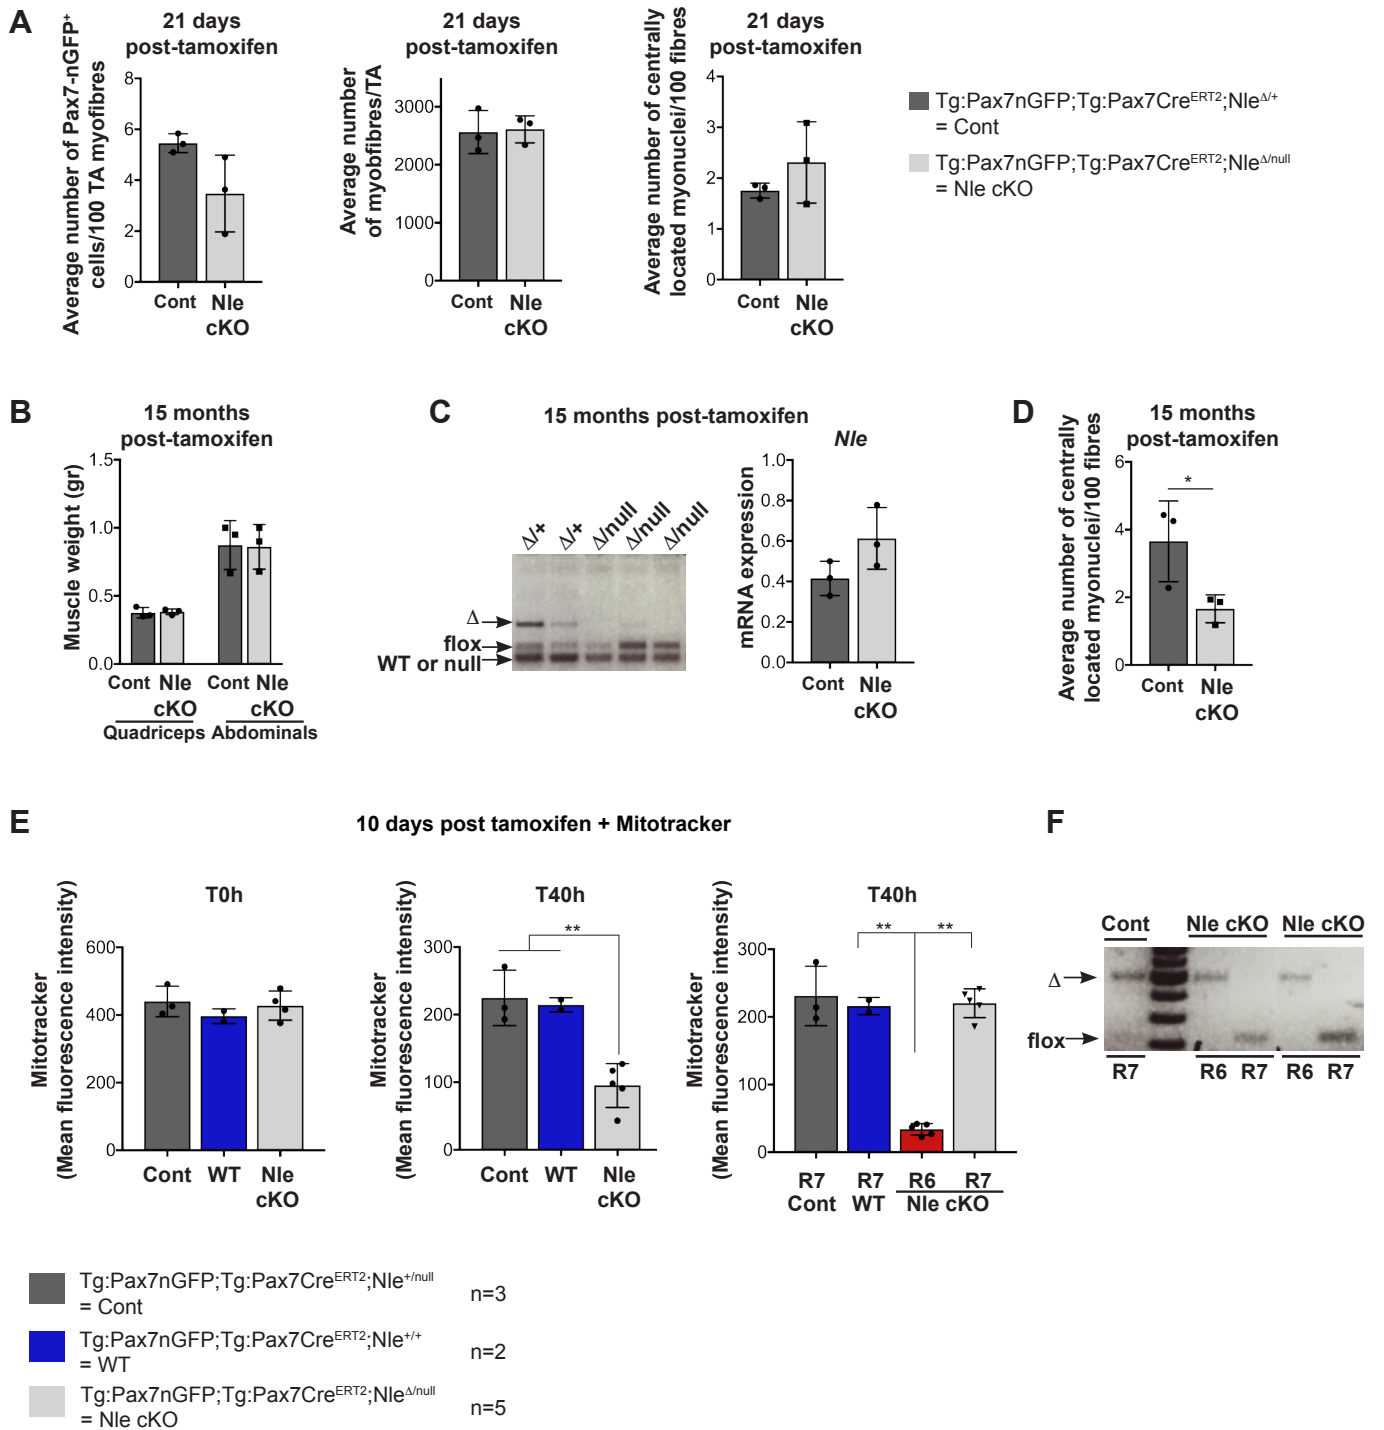 A
21 days
post-tamoxifen
Average number of Pax7-nGFP+
cells/100 TA myofibres
8
6
4
2
0
Cont
Nle
cKO
21 days
post-tamoxifen
Average number
of myobfibres/TA
3000
2000
1000
0
Cont
Nle
cKO
21 days
post-tamoxifen
Average number of centrally
located myonuclei/100 fibres
4
3
2
1
0
Cont
Nle
cKO
Tg:Pax7nGFP;Tg:Pax7CreERT2;NleΔ/+
= Cont
Tg:Pax7nGFP;Tg:Pax7CreERT2;NleΔ/null
= Nle cKO
B
15 months
post-tamoxifen
Muscle weight (gr)
1.5
1.0
0.5
0.0
Cont Nle Cont Nle
cKO cKO
Quadriceps Abdominals
C
15 months post-tamoxifen
Δ/+ Δ/+ Δ/null Δ/null Δ/null
Δ
flox
WT or null
Nle
mRNA expression
1.0
0.8
0.6
0.4
0.2
0.0
Cont
Nle
cKO
D
15 months
post-tamoxifen
Average number of centrally
located myonuclei/100 fibres
6
4
2
0
*
Cont
Nle
cKO
E
10 days post tamoxifen + Mitotracker
T0h
Mitotracker
(Mean fluorescence intensity)
600
400
200
0
Cont WT Nle
cKO
T40h
Mitotracker
(Mean fluorescence intensity)
300
200
100
0
**
Cont WT Nle
cKO
T40h
Mitotracker
(Mean fluorescence intensity)
300
200
100
0
** **
R7 R7 R6 R7
Cont WT Nle cKO
F
Cont Nle cKO Nle cKO
Δ
flox
R7 R6 R7 R6 R7
Tg:Pax7nGFP;Tg:Pax7CreERT2;Nle+/null
= Cont
n=3
Tg:Pax7nGFP;Tg:Pax7CreERT2;Nle+/+
= WT
n=2
Tg:Pax7nGFP;Tg:Pax7CreERT2;NleΔ/null
= Nle cKO
n=5